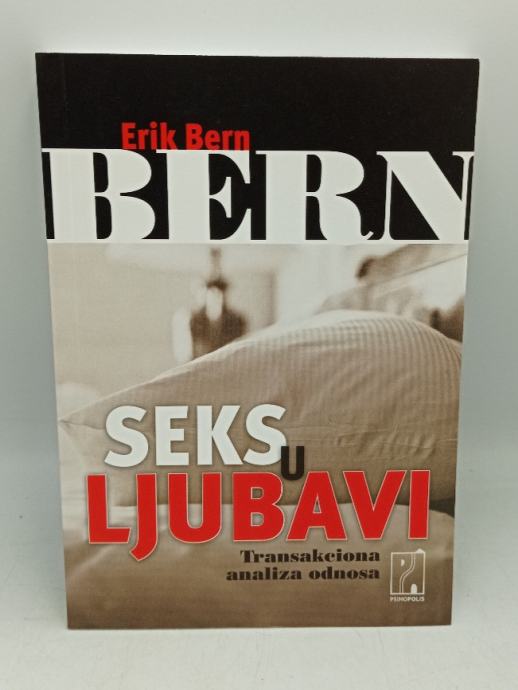 Erik Bern
BERN
SEKS
U
LJUBAVI
Transakciona
analiza odnosa
PSIHOPOLIS